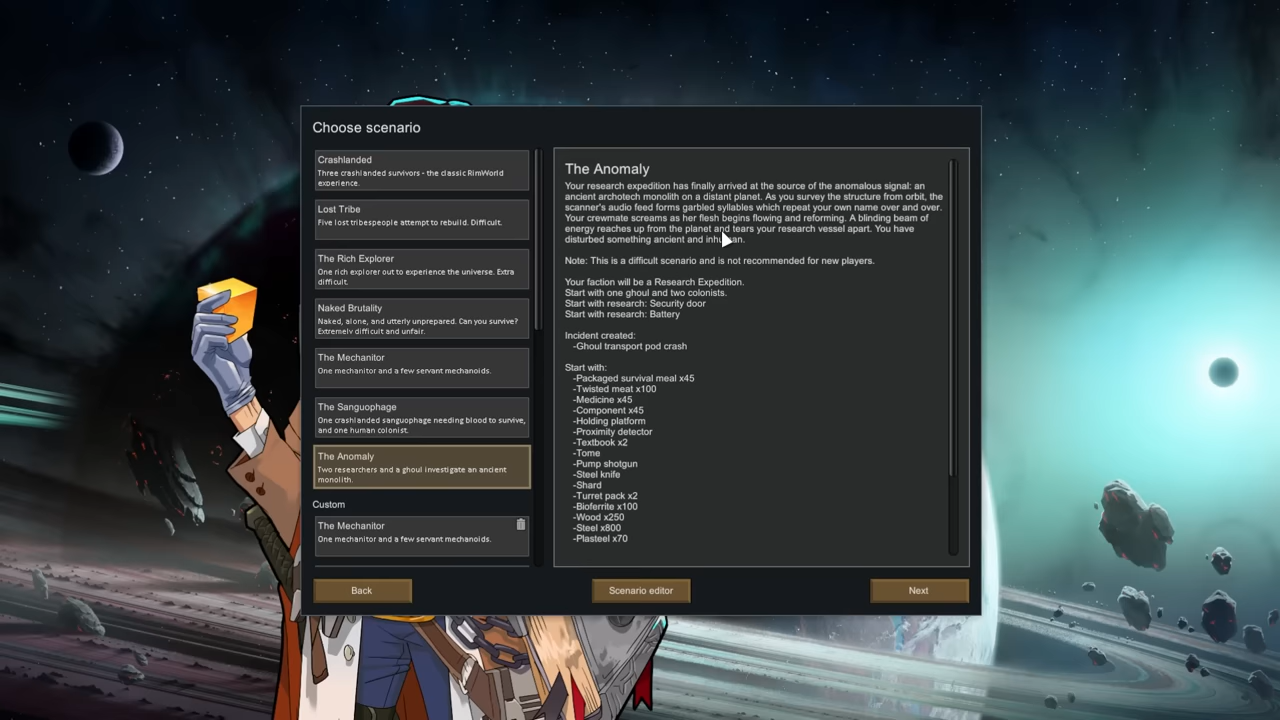 Choose scenario
Crashlanded
Three crashlanded survivors - the classic RimWorld
experience.
Lost Tribe
Five lost tribespeople attempt to rebuild. Difficult.
The Rich Explorer
One rich explorer out to experience the universe. Extra
difficult.
Naked Brutality
Naked, alone, and utterly unprepared. Can you survive?
Extremely difficult and unfair.
The Mechanitor
One mechanitor and a few servant mechanoids.
The Sanguophage
One crashlanded sanguophage needing blood to survive,
and one human colonist.
The Anomaly
Two researchers and a ghoul investigate an ancient
monolith.
Custom
The Mechanitor
One mechanitor and a few servant mechanoids.
The Anomaly
Your research expedition has finally arrived at the source of the anomalous signal: an
ancient archotech monolith on a distant planet. As you survey the structure from orbit, the
scanner's audio feed forms garbled syllables which repeat your own name over and over.
Your crewmate screams as her flesh begins flowing and reforming. A blinding beam of
energy reaches up from the planet and tears your research vessel apart. You have
disturbed something ancient and inhuman.
Note: This is a difficult scenario and is not recommended for new players.
Your faction will be a Research Expedition.
Start with one ghoul and two colonists.
Start with research: Security door
Start with research: Battery
Incident created:
-Ghoul transport pod crash
Start with:
-Packaged survival meal x45
-Twisted meat x100
-Medicine x45
-Component x45
-Holding platform
-Proximity detector
-Textbook x2
-Tome
-Pump shotgun
-Steel knife
-Shard
-Turret pack x2
-Bioferrite x100
-Wood x250
-Steel x800
-Plasteel x70
Back
Scenario editor
Next